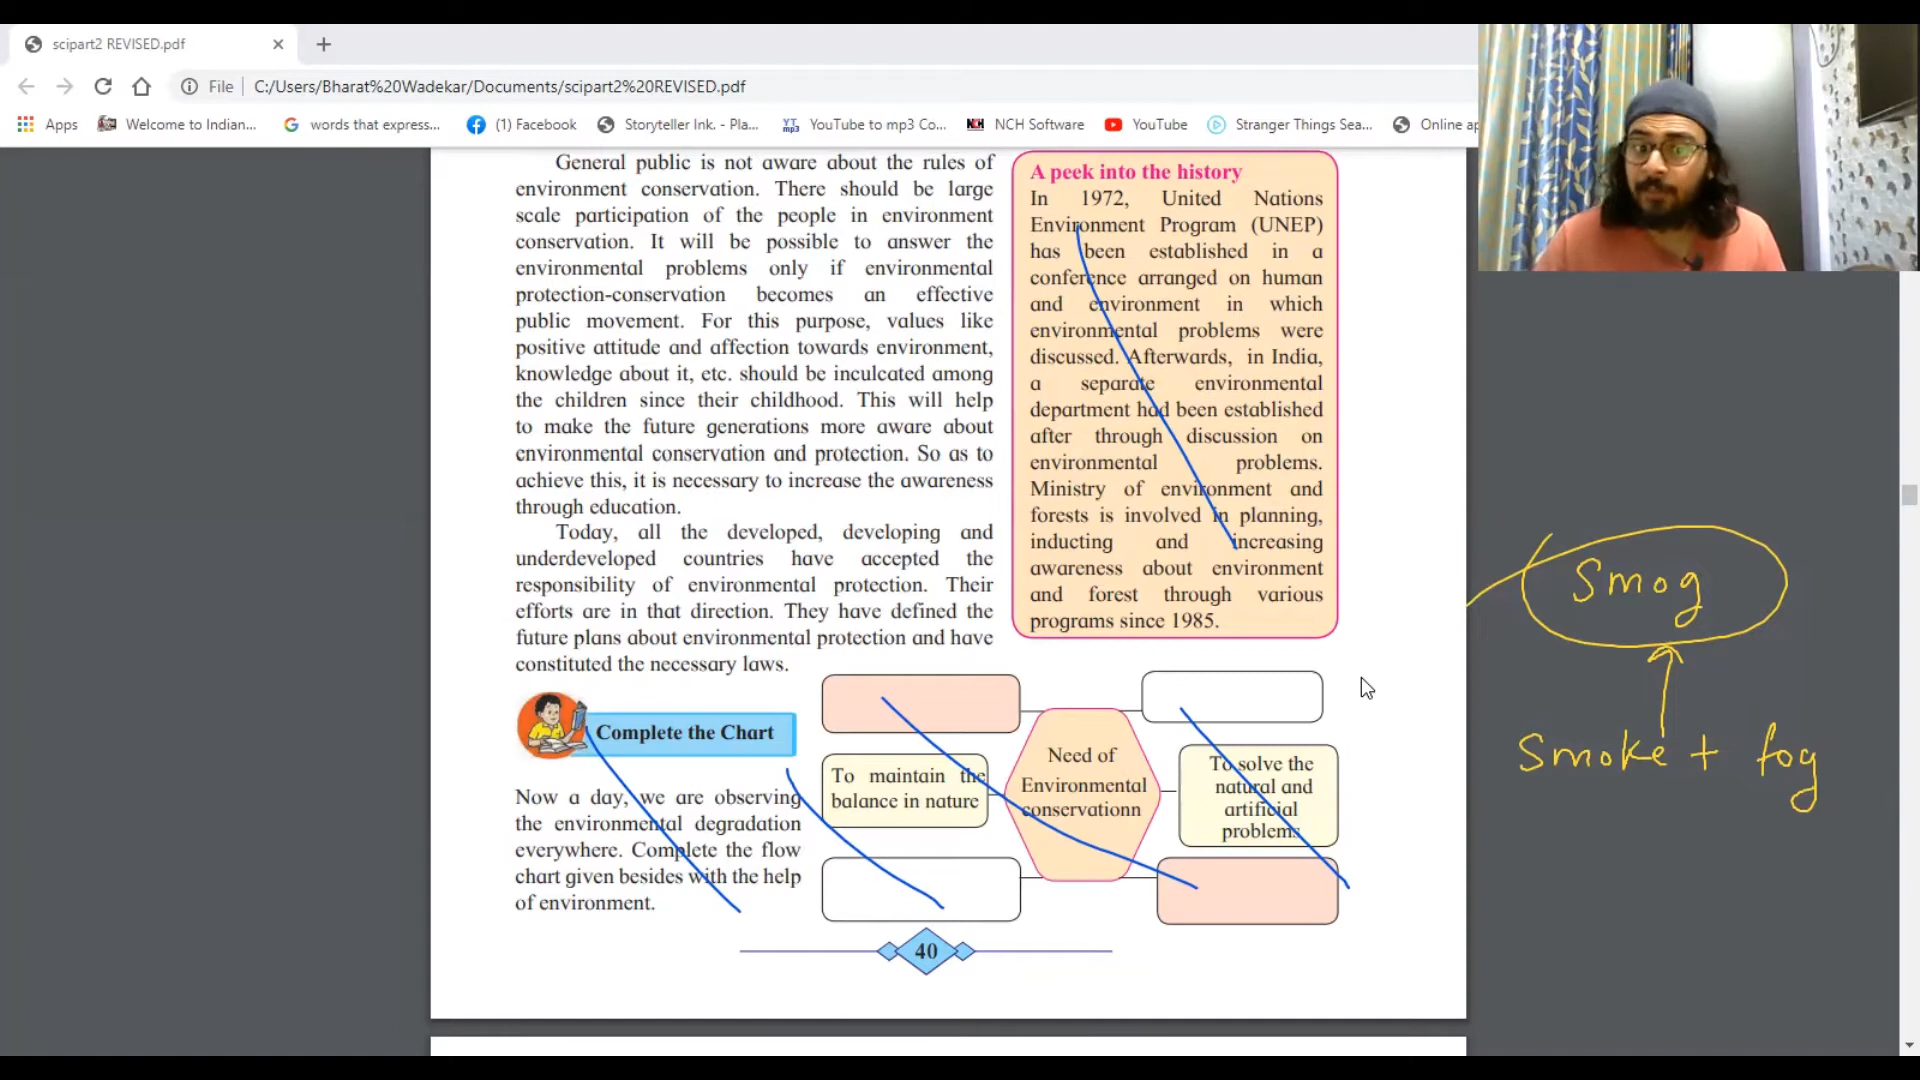 scipart2 REVISED.pdf
File
C:/Users/Bharat%20Wadekar/Documents/scipart2%20REVISED.pdf
Apps
Welcome to Indian...
words that express...
(1) Facebook
Storyteller Ink. - Pla...
YouTube to mp3 Co...
NCH Software
YouTube
Stranger Things Sea...
Online ap
General public is not aware about the rules of
environment conservation. There should be large
scale participation of the people in environment
conservation. It will be possible to answer the
environmental problems only if environmental
protection-conservation becomes an effective
public movement. For this purpose, values like
positive attitude and affection towards environment,
knowledge about it, etc. should be inculcated among
the children since their childhood. This will help
to make the future generations more aware about
environmental conservation and protection. So as to
achieve this, it is necessary to increase the awareness
through education.
Today, all the developed, developing and
underdeveloped countries have accepted the
responsibility of environmental protection. Their
efforts are in that direction. They have defined the
future plans about environmental protection and have
constituted the necessary laws.
A peek into the history
In 1972, United Nations
Environment Program (UNEP)
has been established in a
conference arranged on human
and environment in which
environmental problems were
discussed. Afterwards, in India,
a separate environmental
department had been established
after through discussion on
environmental problems.
Ministry of environment and
forests is involved in planning,
inducting and increasing
awareness about environment
and forest through various
programs since 1985.
Complete the Chart
Now a day, we are observing
the environmental degradation
everywhere. Complete the flow
chart given besides with the help
of environment.
To maintain the
balance in nature
Need of
Environmental
conservationn
To solve the
natural and
artificial
problems
40
Smog
Smoke + fog